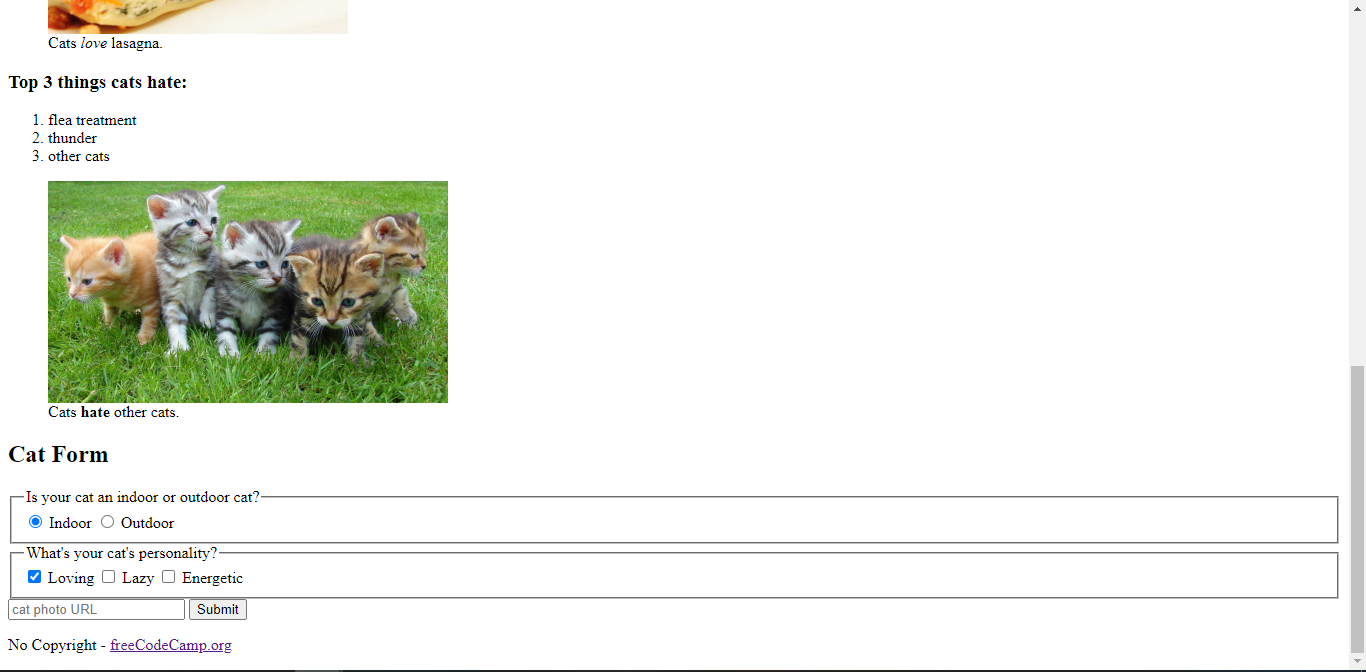 Cats love lasagna.
Top 3 things cats hate:
1. flea treatment
2. thunder
3. other cats
Cats hate other cats.
Cat Form
Is your cat an indoor or outdoor cat?
Indoor Outdoor
What's your cat's personality?
Loving Lazy Energetic
cat photo URL Submit
No Copyright - freeCodeCamp.org